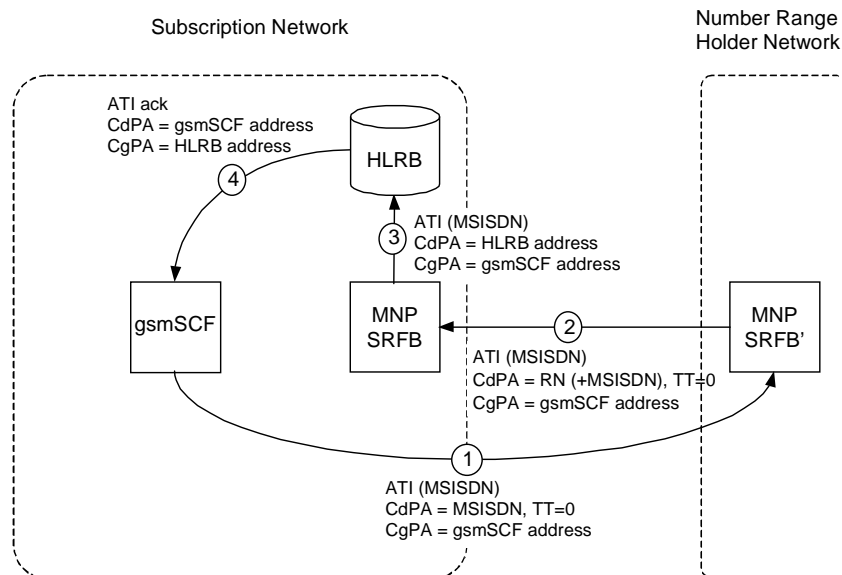 Subscription Network
Number Range
Holder Network
ATI ack
CdPA = gsmSCF address
CgPA = HLRB address
4
HLRB
3
ATI (MSISDN)
CdPA = HLRB address
CgPA = gsmSCF address
gsmSCF
MNP
SRFB
2
MNP
SRFB’
ATI (MSISDN)
CdPA = RN (+MSISDN), TT=0
CgPA = gsmSCF address
1
ATI (MSISDN)
CdPA = MSISDN, TT=0
CgPA = gsmSCF address